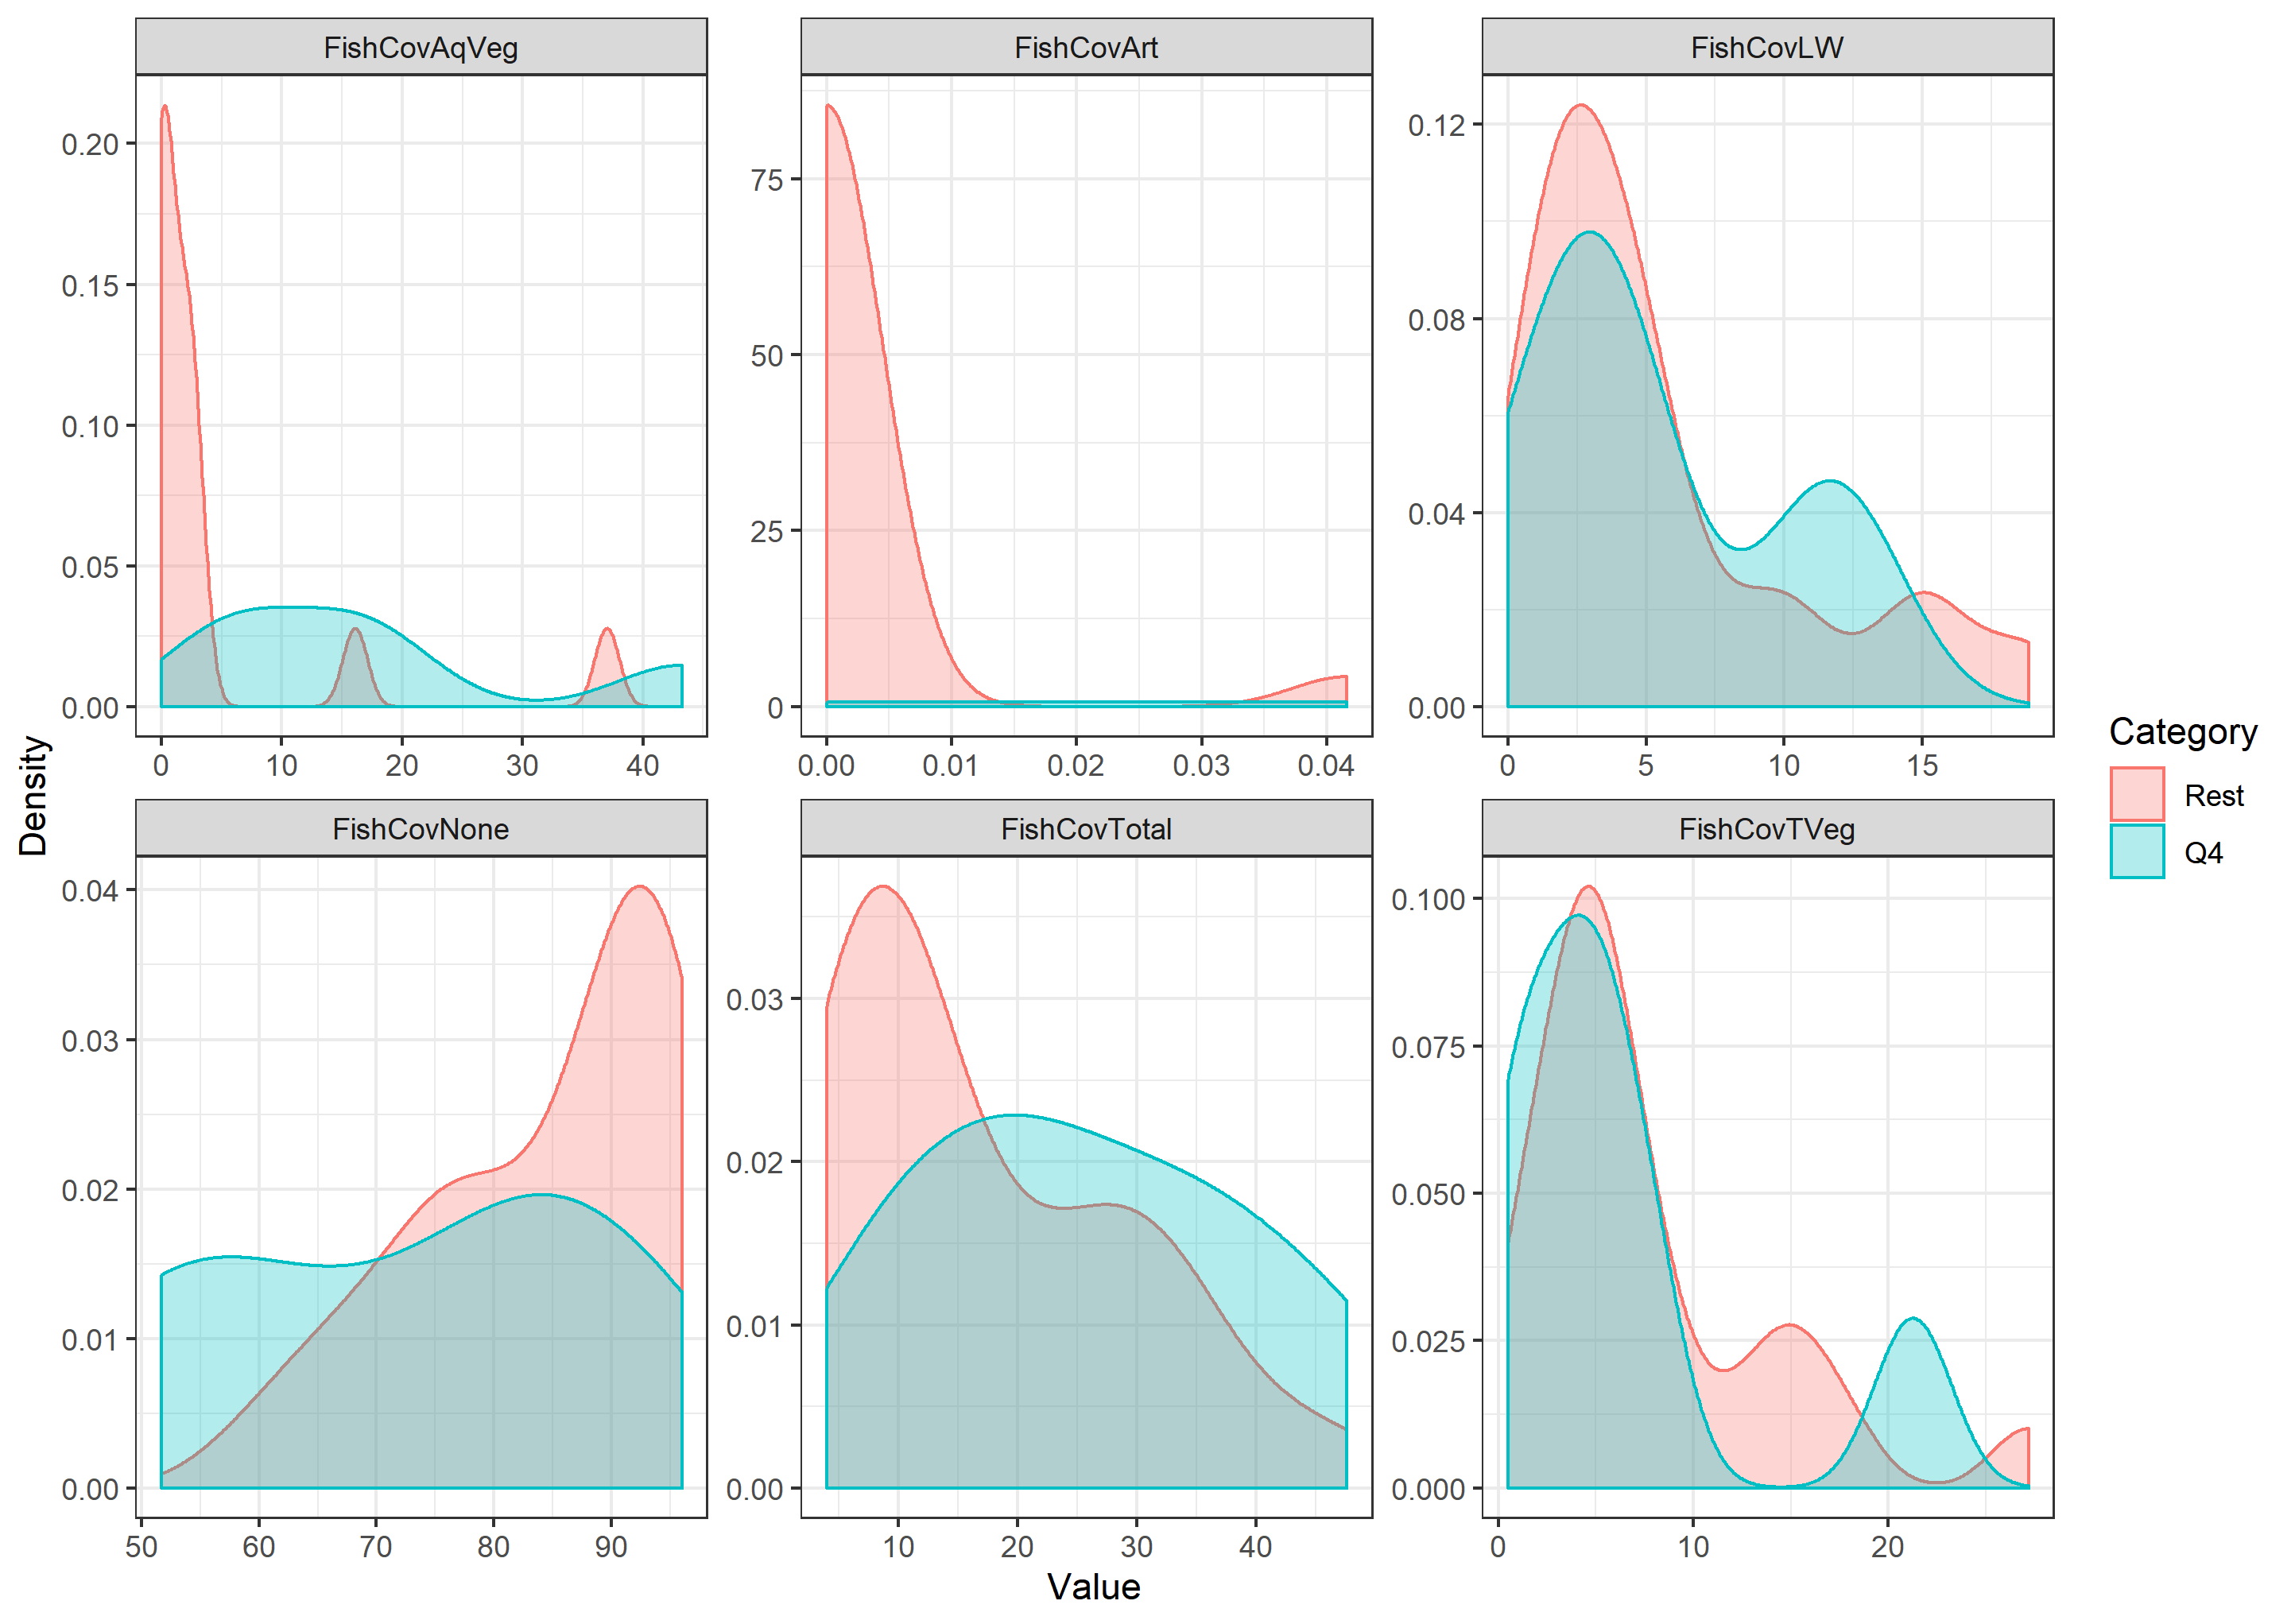 FishCovAqVeg
FishCovArt
FishCovLW
0.20
0.15
0.10
0.05
0.00
0 10 20 30 40
75
50
25
0
0.00 0.01 0.02 0.03 0.04
0.12
0.08
0.04
0.00
0 5 10 15
FishCovNone
FishCovTotal
FishCovTVeg
0.04
0.03
0.02
0.01
0.00
50 60 70 80 90
0.03
0.02
0.01
0.00
10 20 30 40
0.100
0.075
0.050
0.025
0.000
0 10 20
Density
Value
Category
Rest
Q4